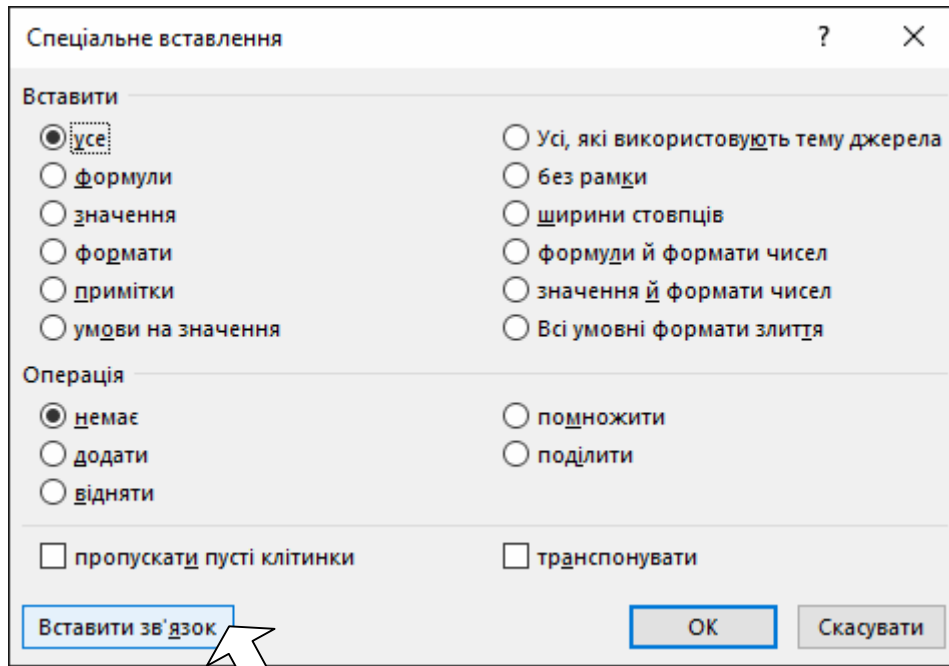 Спеціальне вставлення ?
Вставити
усе Усі, які використовують тему джерела
формули без рамки
значення ширини стовпців
формати формули й формати чисел
примітки значення й формати чисел
умови на значення Всі умовні формати злиття
Операція
немає помножити
додати поділити
відняти
пропускати пусті клітинки транспонувати
Вставити зв'язок ОК Скасувати